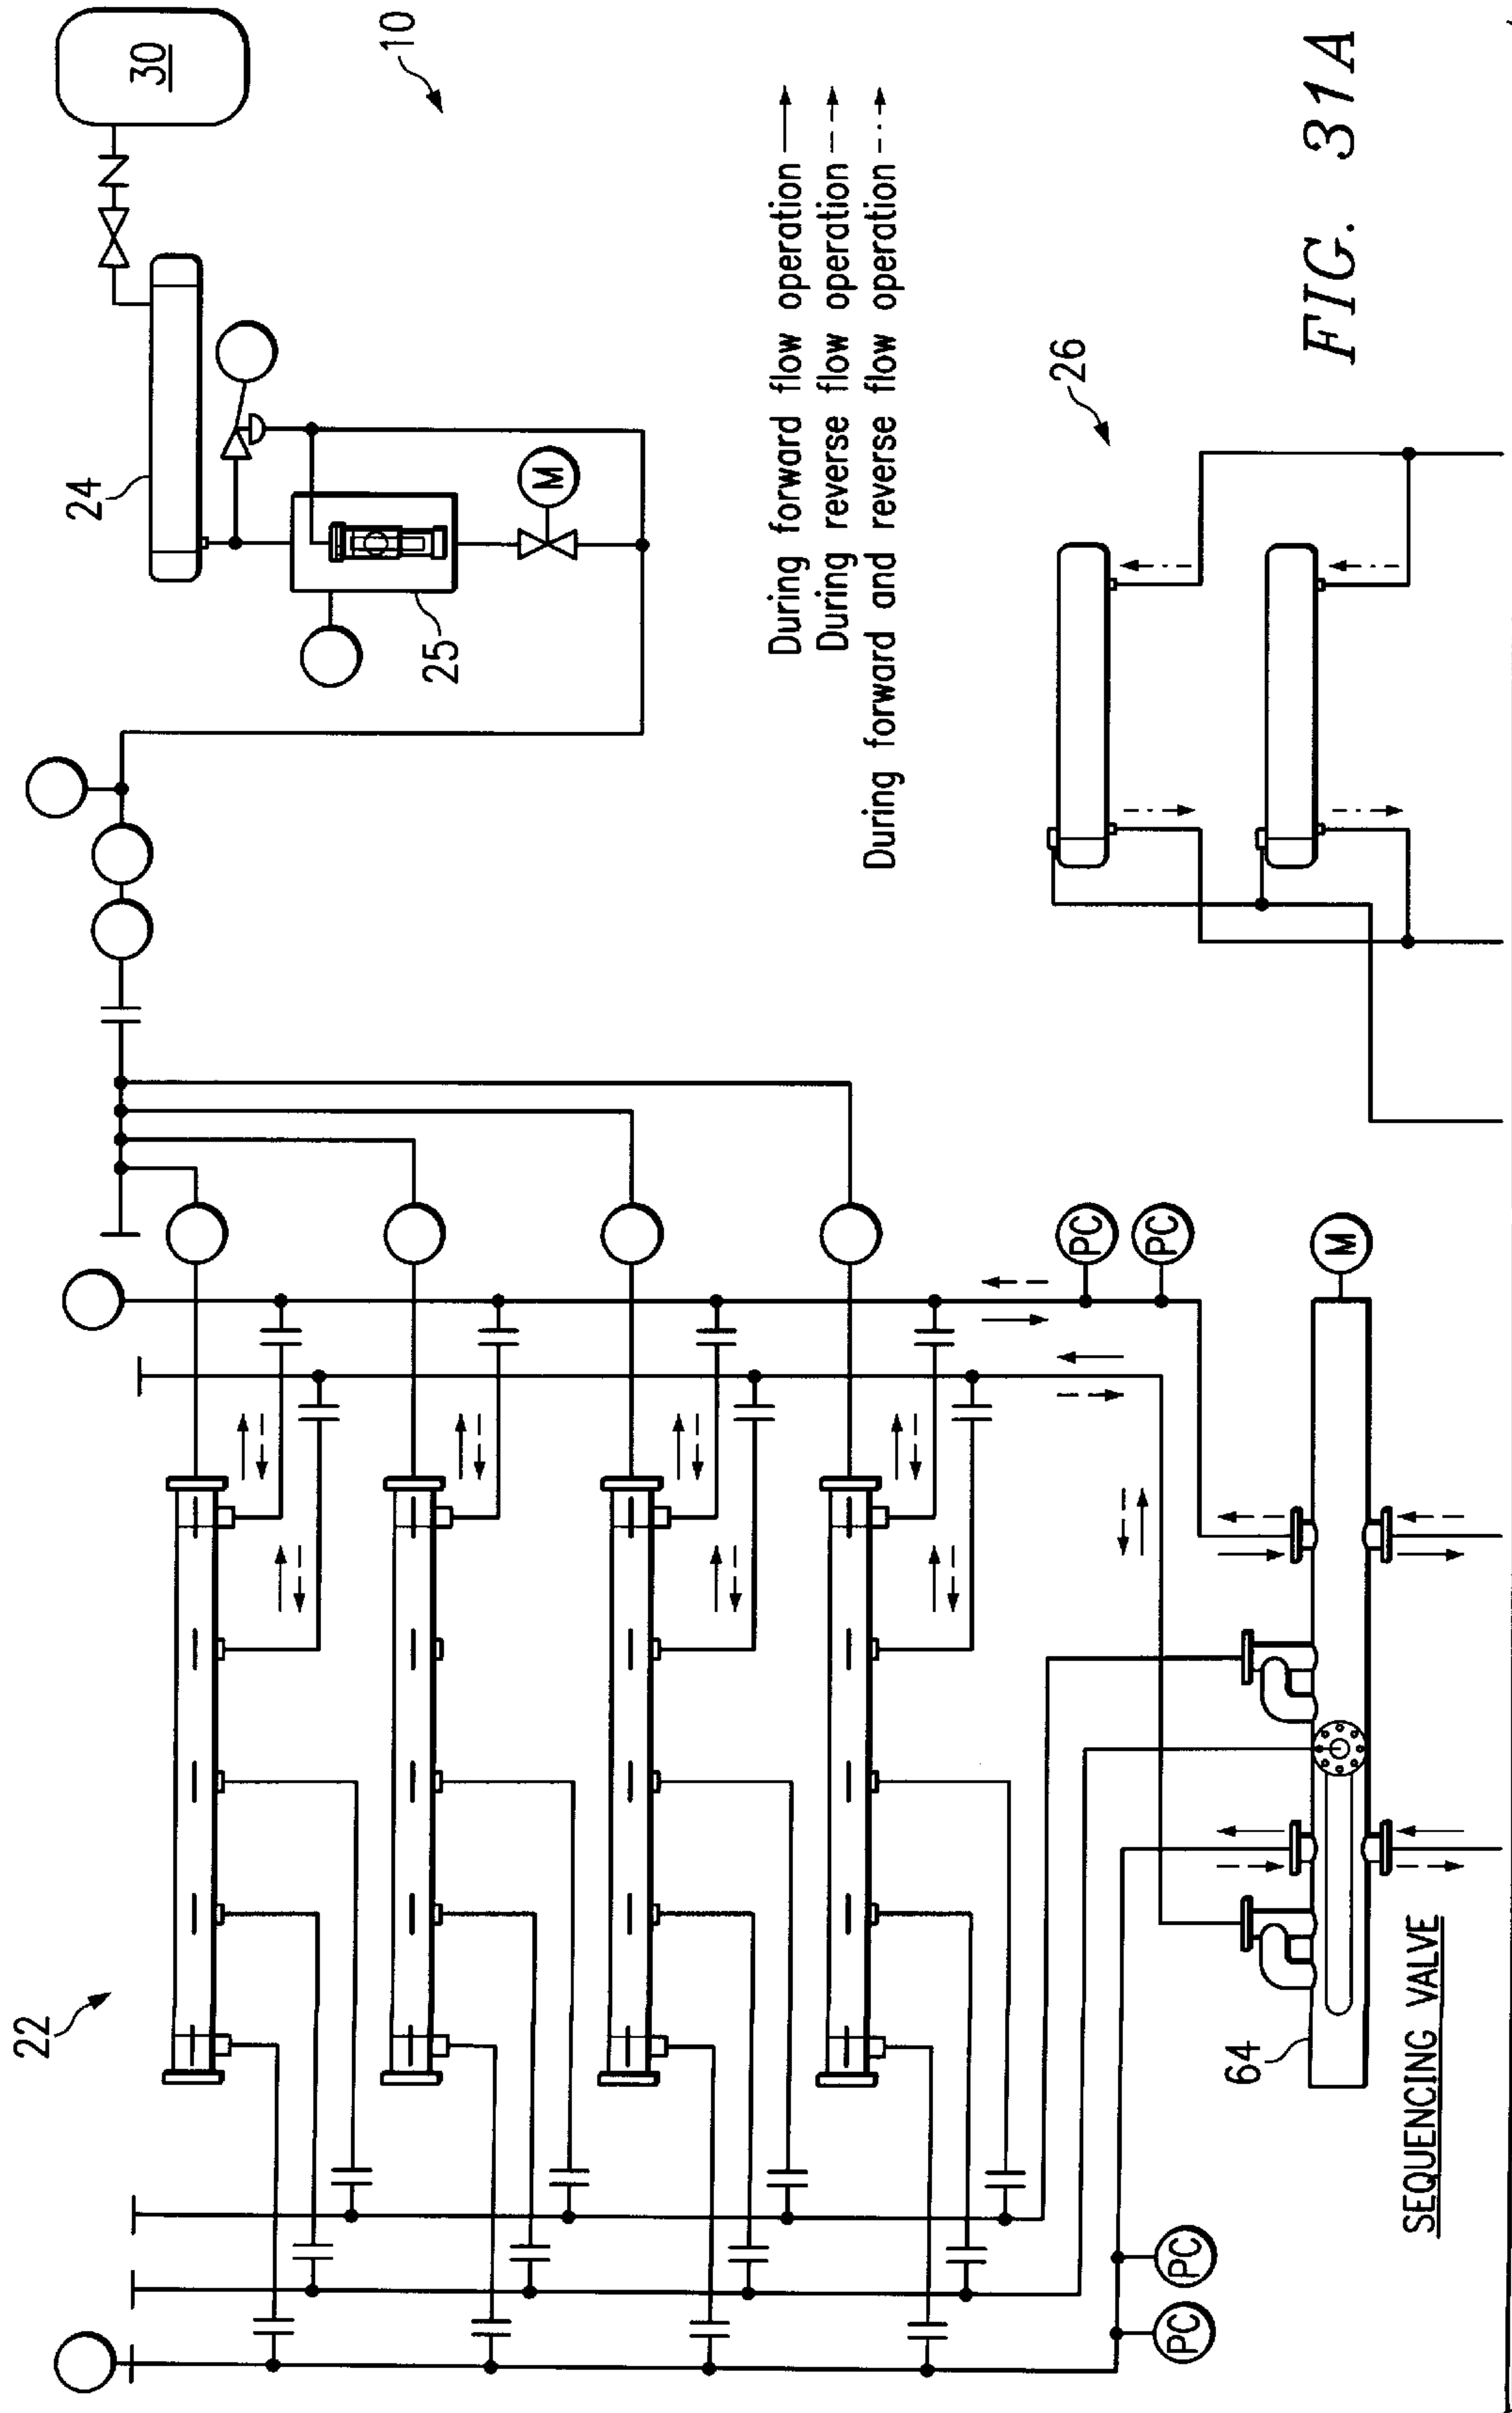 30
10
24
M
25
During forward flow operation
During reverse flow operation
During forward and reverse flow operation
26
22
PC
PC
M
PC
PC
64
SEQUENCING VALVE
FIG. 31A